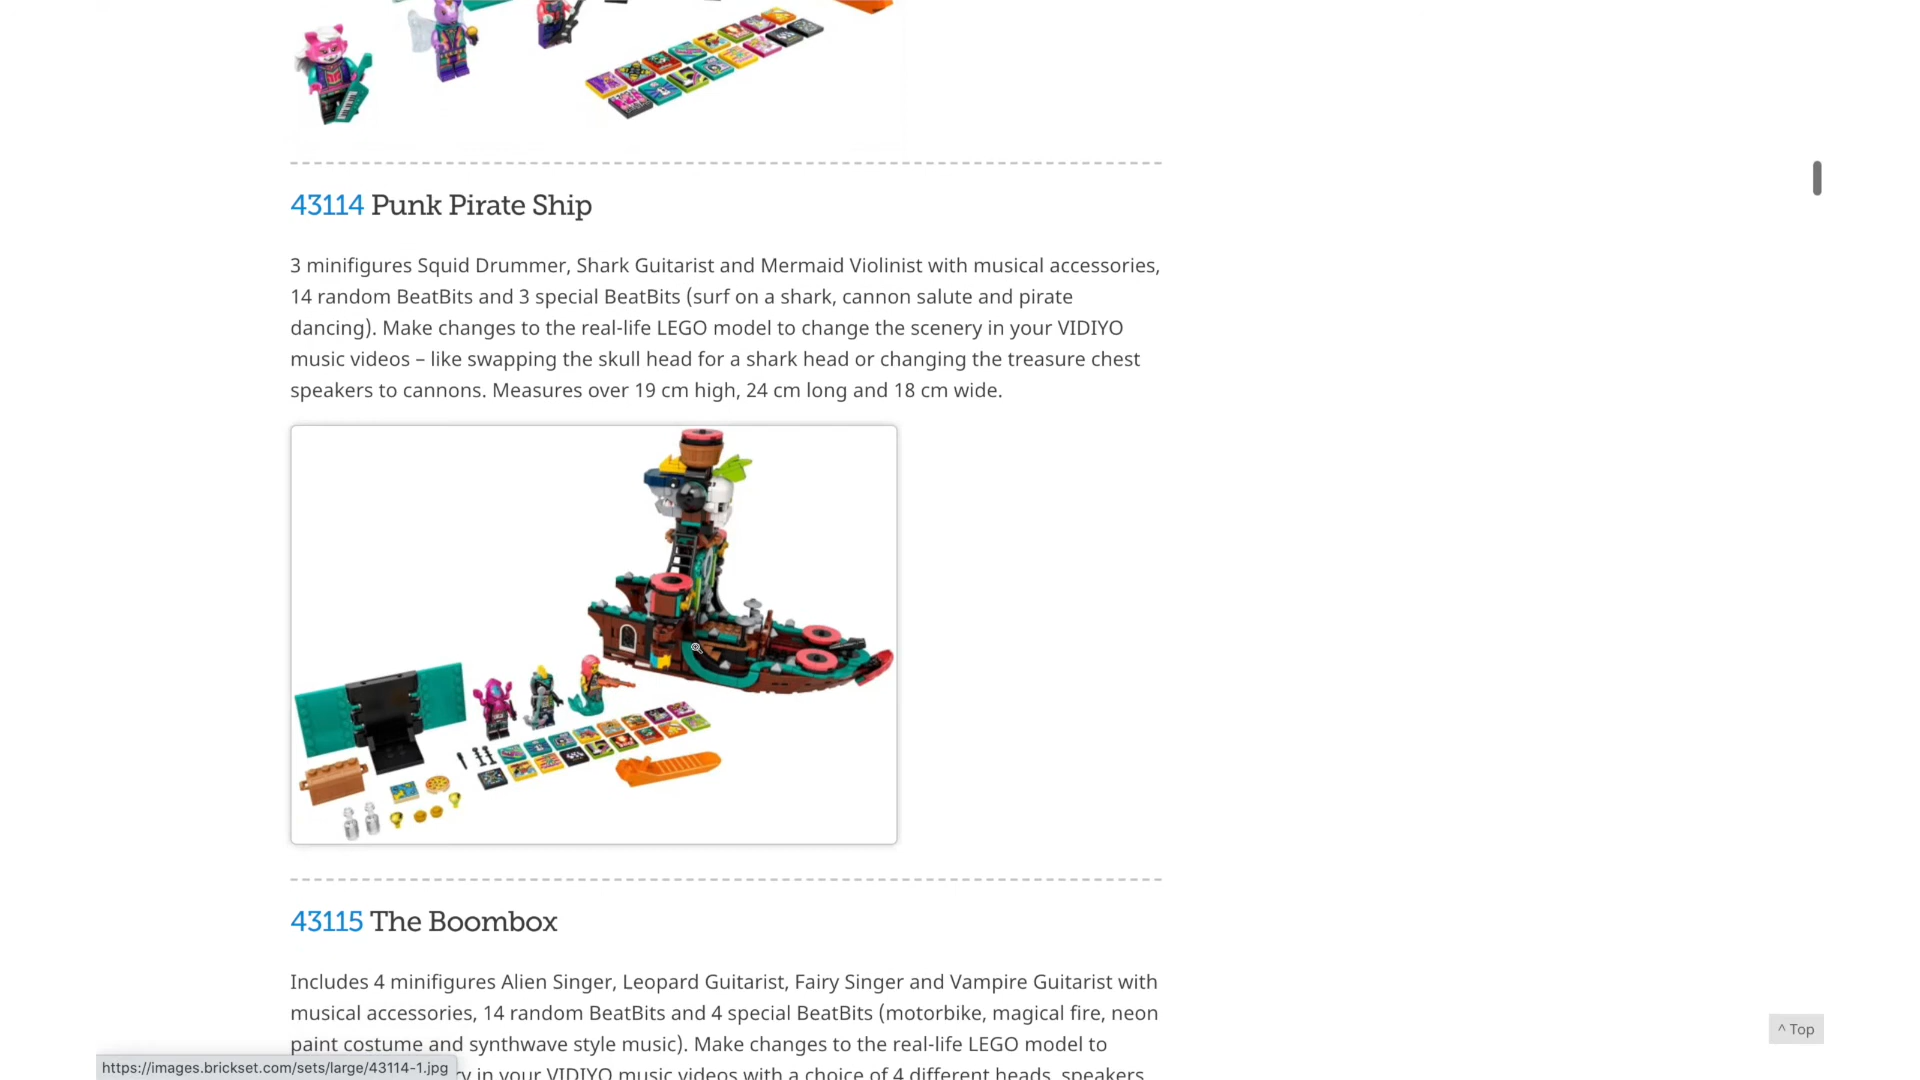 43114 Punk Pirate Ship
3 minifigures Squid Drummer, Shark Guitarist and Mermaid Violinist with musical accessories,
14 random BeatBits and 3 special BeatBits (surf on a shark, cannon salute and pirate
dancing). Make changes to the real-life LEGO model to change the scenery in your VIDIYO
music videos – like swapping the skull head for a shark head or changing the treasure chest
speakers to cannons. Measures over 19 cm high, 24 cm long and 18 cm wide.
43115 The Boombox
Includes 4 minifigures Alien Singer, Leopard Guitarist, Fairy Singer and Vampire Guitarist with
musical accessories, 14 random BeatBits and 4 special BeatBits (motorbike, magical fire, neon
paint costume and synthwave style music). Make changes to the real-life LEGO model to
^ Top
https://images.brickset.com/sets/large/43114-1.jpg
in your VIDIYO music videos with a choice of 4 different heads, speakers